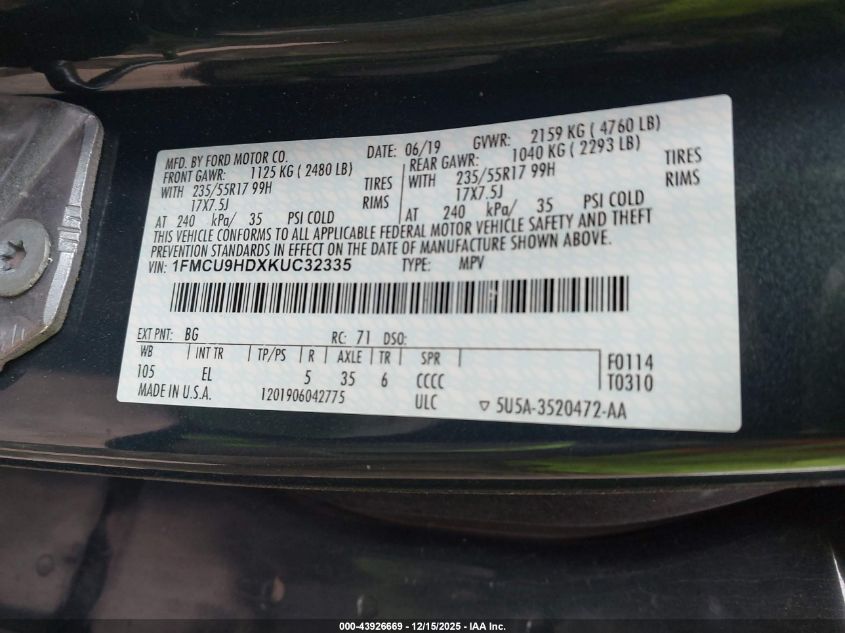 MFD. BY FORD MOTOR CO. DATE: 06/19 GVWR: 2159 KG ( 4760 LB)
FRONT GAWR: 1125 KG ( 2480 LB) REAR GAWR: 1040 KG ( 2293 LB)
WITH 235/55R17 99H TIRES WITH 235/55R17 99H TIRES
17X7.5J RIMS 17X7.5J RIMS
AT 240 kPa/ 35 PSI COLD AT 240 kPa/ 35 PSI COLD
THIS VEHICLE CONFORMS TO ALL APPLICABLE FEDERAL MOTOR VEHICLE SAFETY AND THEFT
PREVENTION STANDARDS IN EFFECT ON THE DATE OF MANUFACTURE SHOWN ABOVE.
VIN: 1FMCU9HDXKUC32335 TYPE: MPV
EXT PNT: BG RC: 71 DSO:
WB INT TR TP/PS R AXLE TR SPR F0114
105 EL 5 35 6 CCCC T0310
MADE IN U.S.A. 1201906042775 ULC ▽ 5U5A-3520472-AA
000-43926669 - 12/15/2025 - IAA Inc.